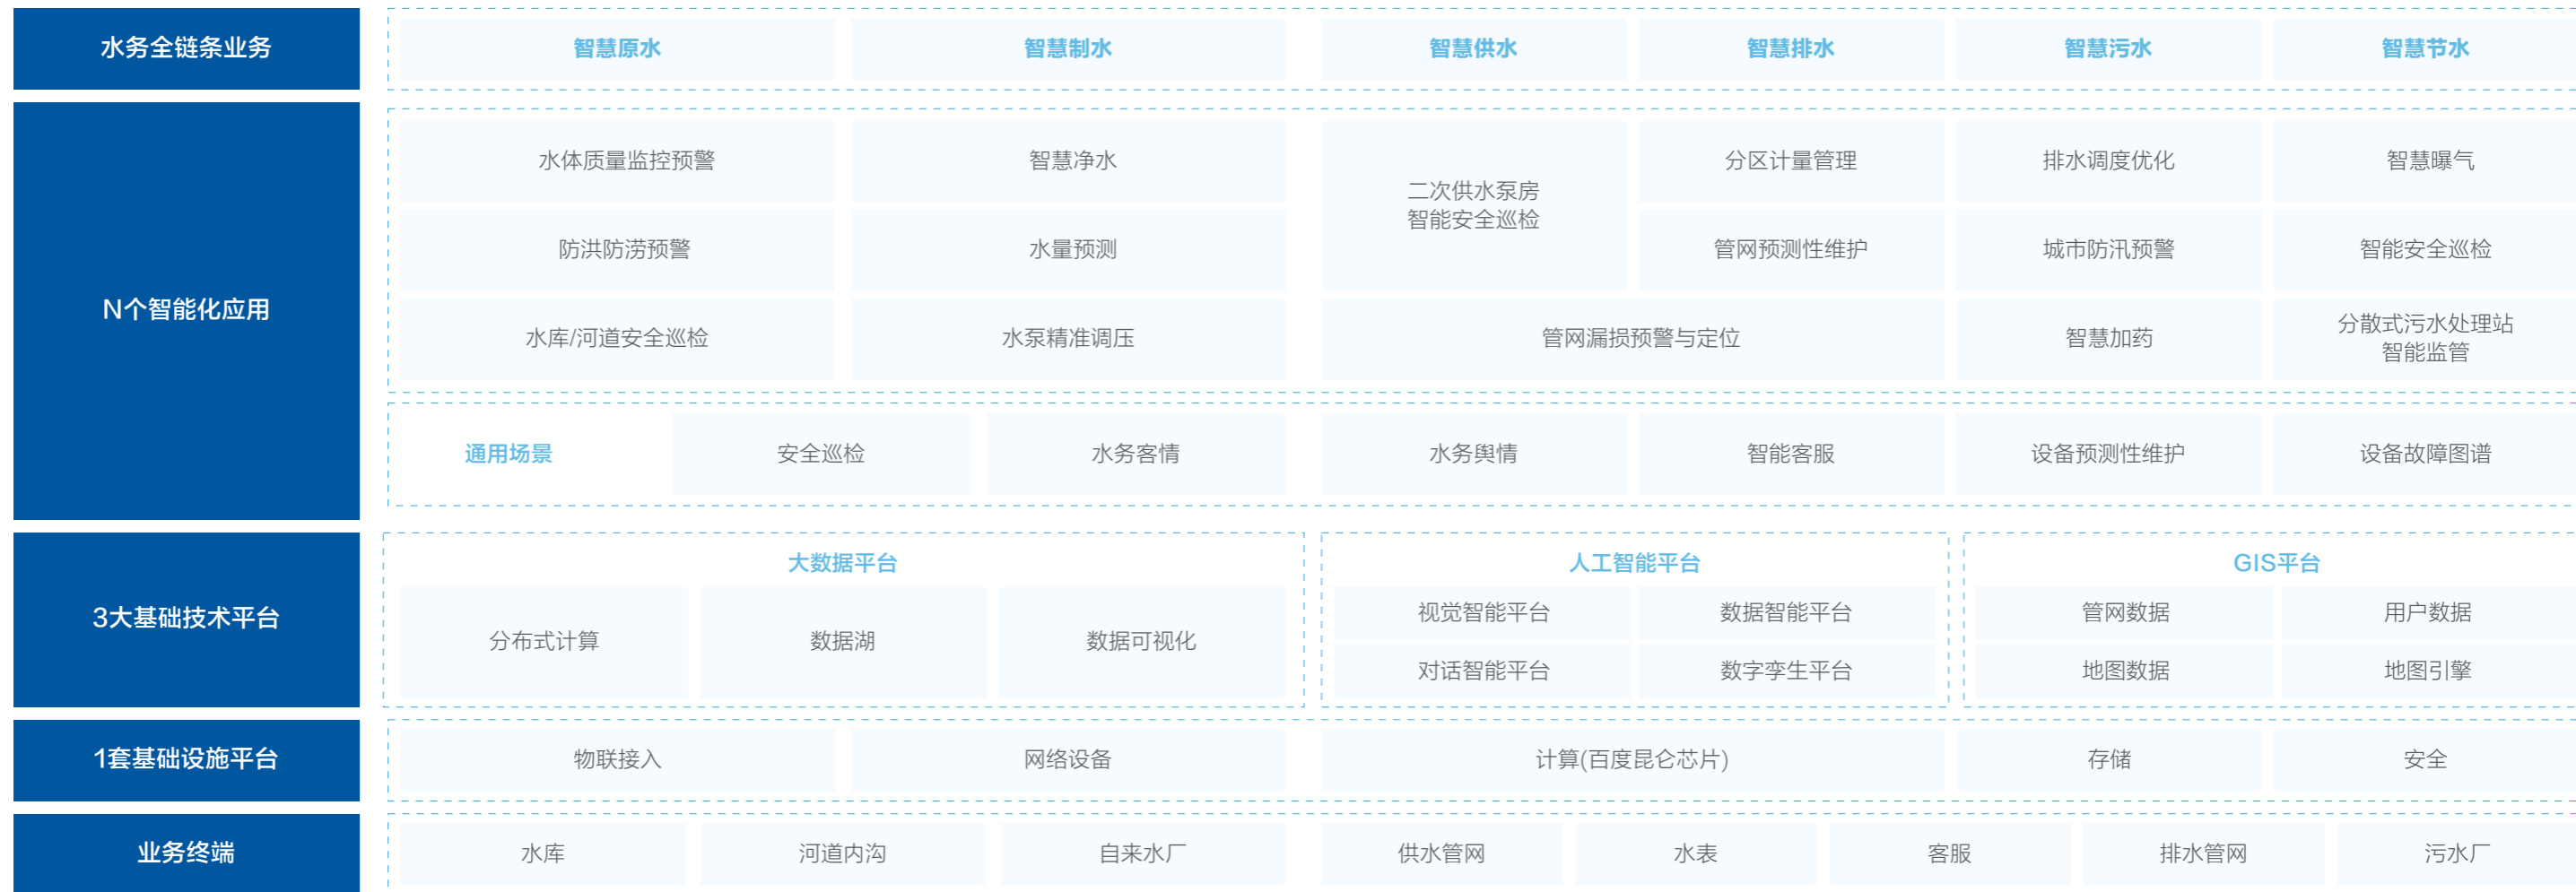 水务全链条业务
智慧原水
智慧制水
智慧供水
智慧排水
智慧污水
智慧节水
N个智能化应用
水体质量监控预警
智慧净水
二次供水泵房
智能安全巡检
分区计量管理
排水调度优化
智慧曝气
防洪防涝预警
水量预测
管网预测性维护
城市防汛预警
智能安全巡检
水库/河道安全巡检
水泵精准调压
管网漏损预警与定位
智慧加药
分散式污水处理站
智能监管
通用场景
安全巡检
水务客情
水务舆情
智能客服
设备预测性维护
设备故障图谱
3大基础技术平台
大数据平台
分布式计算
数据湖
数据可视化
人工智能平台
视觉智能平台
数据智能平台
对话智能平台
数字孪生平台
GIS平台
管网数据
用户数据
地图数据
地图引擎
1套基础设施平台
物联接入
网络设备
计算(百度昆仑芯片)
存储
安全
业务终端
水库
河道内沟
自来水厂
供水管网
水表
客服
排水管网
污水厂